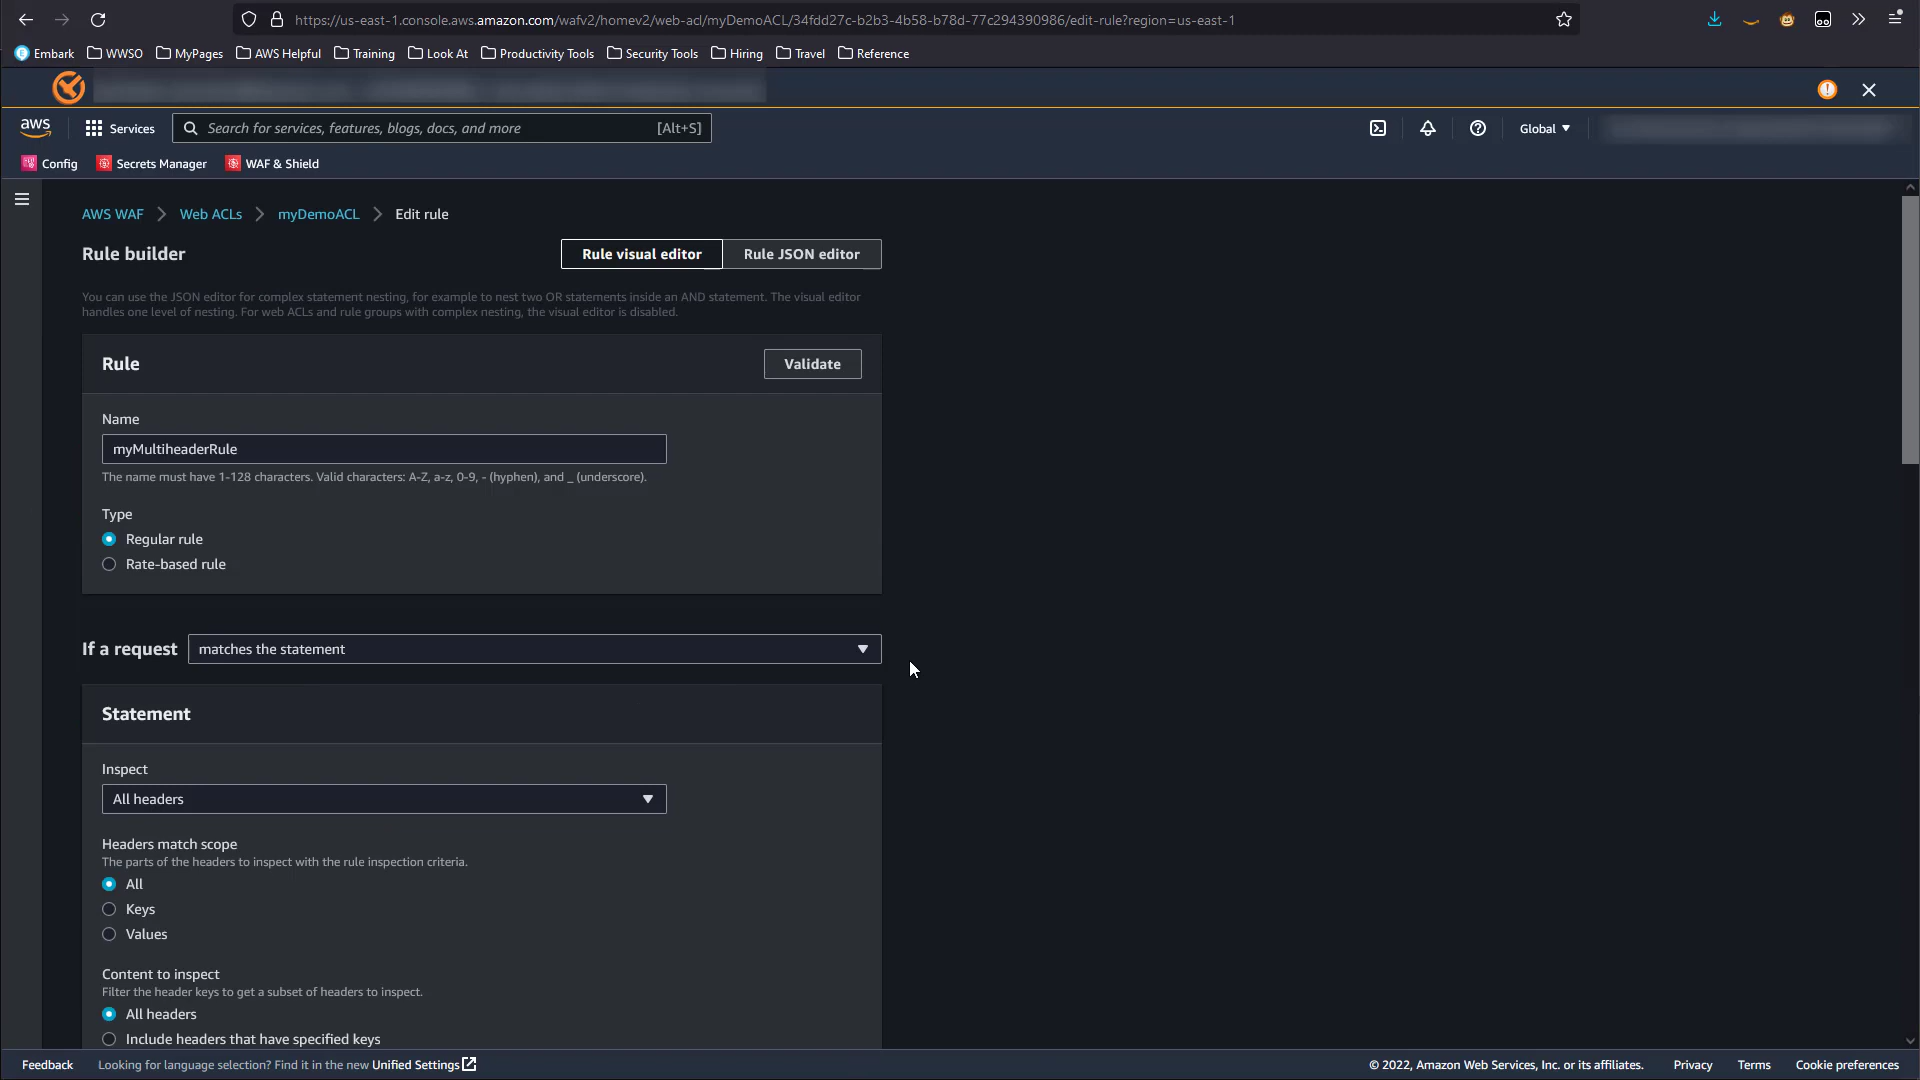 https://us-east-1.console.aws.amazon.com/wafv2/homev2/web-acl/myDemoACL/34fdd27c-b2b3-4b58-b78d-77c294390986/edit-rule?region=us-east-1
Embark WWSO MyPages AWS Helpful Training Look At Productivity Tools Security Tools Hiring Travel Reference
aws Services Search for services, features, blogs, docs, and more [Alt+S] Global
Config Secrets Manager WAF & Shield
AWS WAF Web ACLs myDemoACL Edit rule
Rule builder Rule visual editor Rule JSON editor
You can use the JSON editor for complex statement nesting, for example to nest two OR statements inside an AND statement. The visual editor
handles one level of nesting. For web ACLs and rule groups with complex nesting, the visual editor is disabled.
Rule Validate
Name
myMultiheaderRule
The name must have 1-128 characters. Valid characters: A-Z, a-z, 0-9, - (hyphen), and _ (underscore).
Type
Regular rule
Rate-based rule
If a request matches the statement
Statement
Inspect
All headers
Headers match scope
The parts of the headers to inspect with the rule inspection criteria.
All
Keys
Values
Content to inspect
Filter the header keys to get a subset of headers to inspect.
All headers
Include headers that have specified keys
Feedback Looking for language selection? Find it in the new Unified Settings © 2022, Amazon Web Services, Inc. or its affiliates. Privacy Terms Cookie preferences